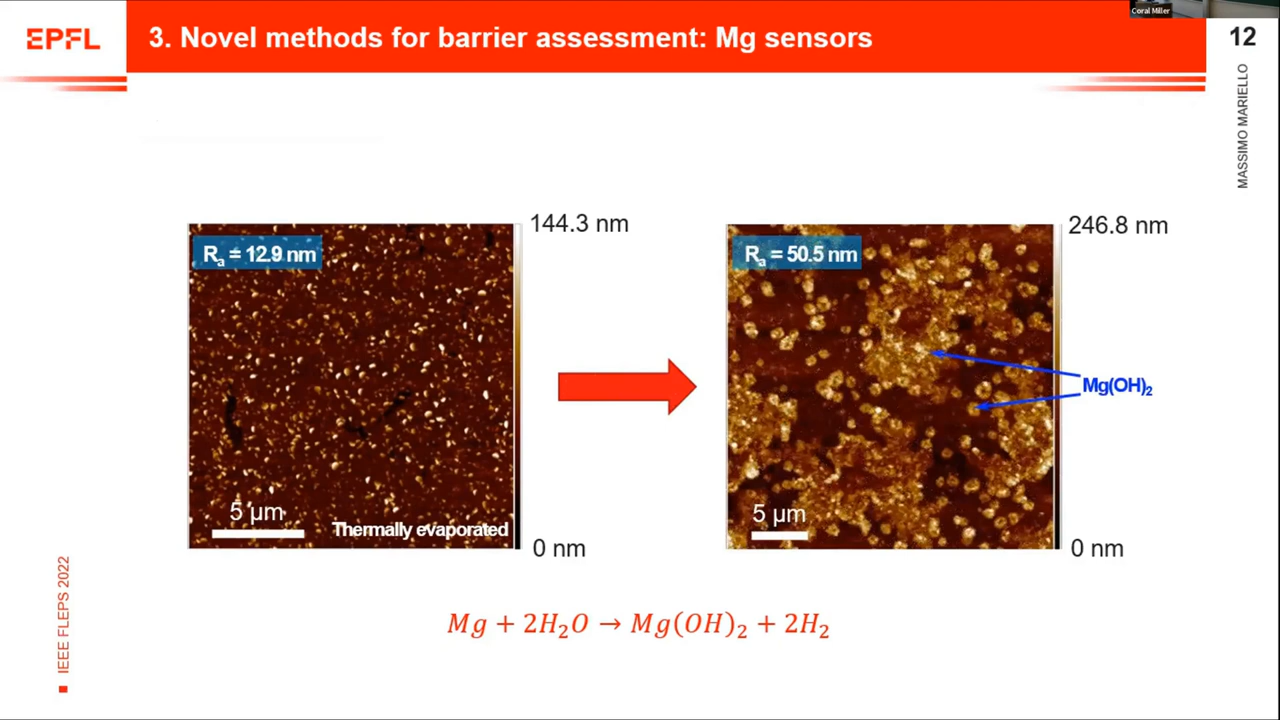 Coral Miller
EPFL
3. Novel methods for barrier assessment: Mg sensors
12
MASSIMO MARIELLO
144.3 nm
Rₐ = 12.9 nm
5 µm
Thermally evaporated
0 nm
246.8 nm
Rₐ = 50.5 nm
Mg(OH)₂
5 µm
0 nm
Mg + 2H₂O → Mg(OH)₂ + 2H₂
IEEE FLEPS 2022